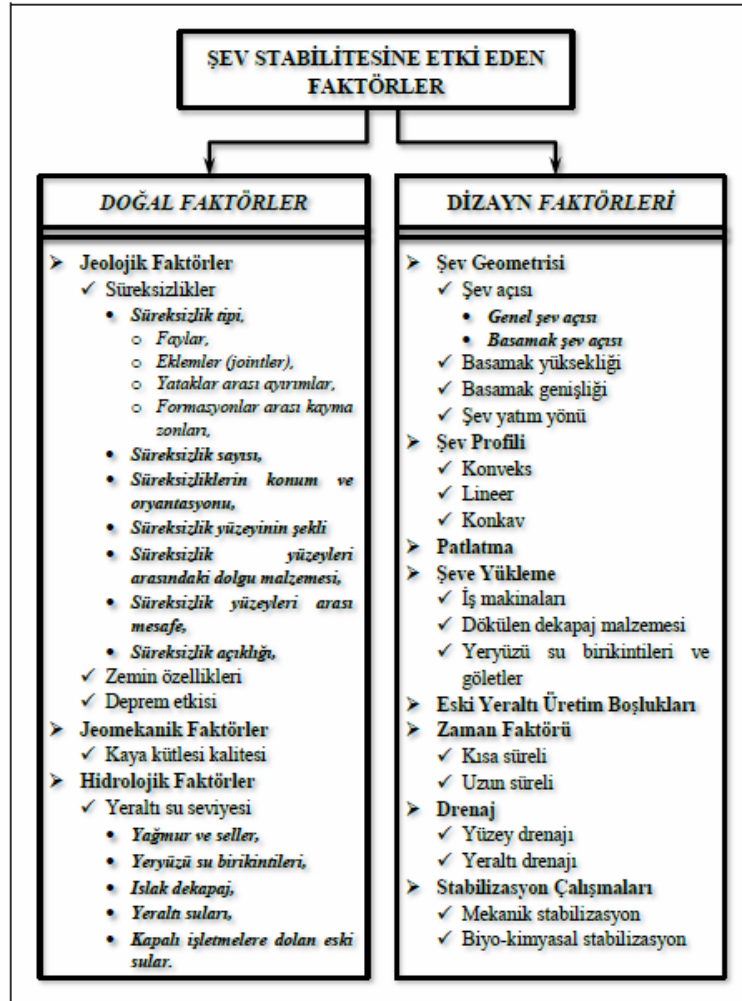 ŞEV STABİLİTESİNE ETKİ EDEN
FAKTÖRLER
DOĞAL FAKTÖRLER
➢ Jeolojik Faktörler
✓ Süreksizlikler
• Süreksizlik tipi,
o Faylar,
o Eklemler (jointler),
o Yataklar arası ayırımlar,
o Formasyonlar arası kayma
zonları,
• Süreksizlik sayısı,
• Süreksizliklerin konum ve
oryantasyonu,
• Süreksizlik yüzeyinin şekli
• Süreksizlik yüzeyleri
arasındaki dolgu malzemesi,
• Süreksizlik yüzeyleri arası
mesafe,
• Süreksizlik açıklığı,
✓ Zemin özellikleri
✓ Deprem etkisi
➢ Jeomekanik Faktörler
✓ Kaya kütlesi kalitesi
➢ Hidrolojik Faktörler
✓ Yeraltı su seviyesi
• Yağmur ve seller,
• Yeryüzü su birikintileri,
• Islak dekapaj,
• Yeraltı suları,
• Kapalı işletmelere dolan eski
sular.
DİZAYN FAKTÖRLERİ
➢ Şev Geometrisi
✓ Şev açısı
• Genel şev açısı
• Basamak şev açısı
✓ Basamak yüksekliği
✓ Basamak genişliği
✓ Şev yatım yönü
➢ Şev Profili
✓ Konveks
✓ Lineer
✓ Konkav
➢ Patlatma
➢ Şeve Yükleme
✓ İş makinaları
✓ Dökülen dekapaj malzemesi
✓ Yeryüzü su birikintileri ve
göletler
➢ Eski Yeraltı Üretim Boşlukları
➢ Zaman Faktörü
✓ Kısa süreli
✓ Uzun süreli
➢ Drenaj
✓ Yüzey drenajı
✓ Yeraltı drenajı
➢ Stabilizasyon Çalışmaları
✓ Mekanik stabilizasyon
✓ Biyo-kimyasal stabilizasyon